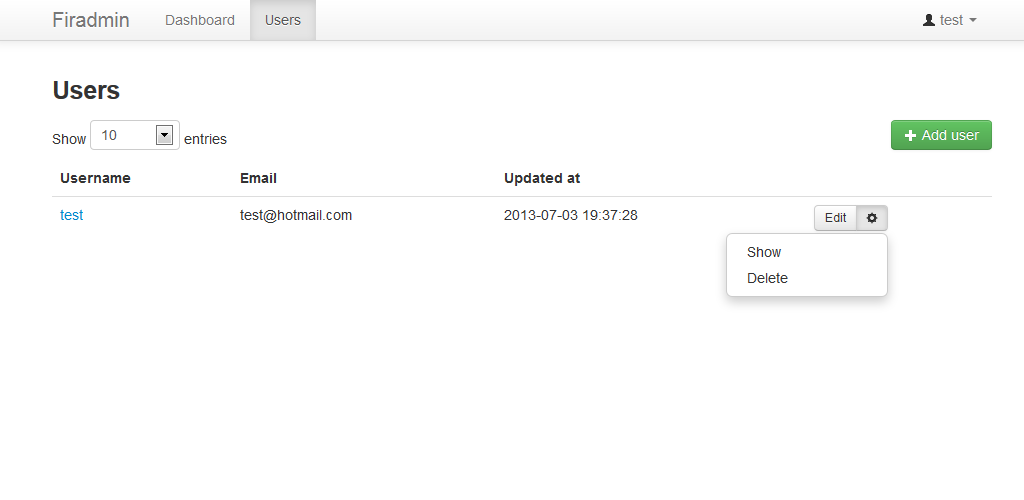 Firadmin Dashboard Users test
Users
Show 10 entries Add user
Username Email Updated at
test test@hotmail.com 2013-07-03 19:37:28 Edit
Show
Delete